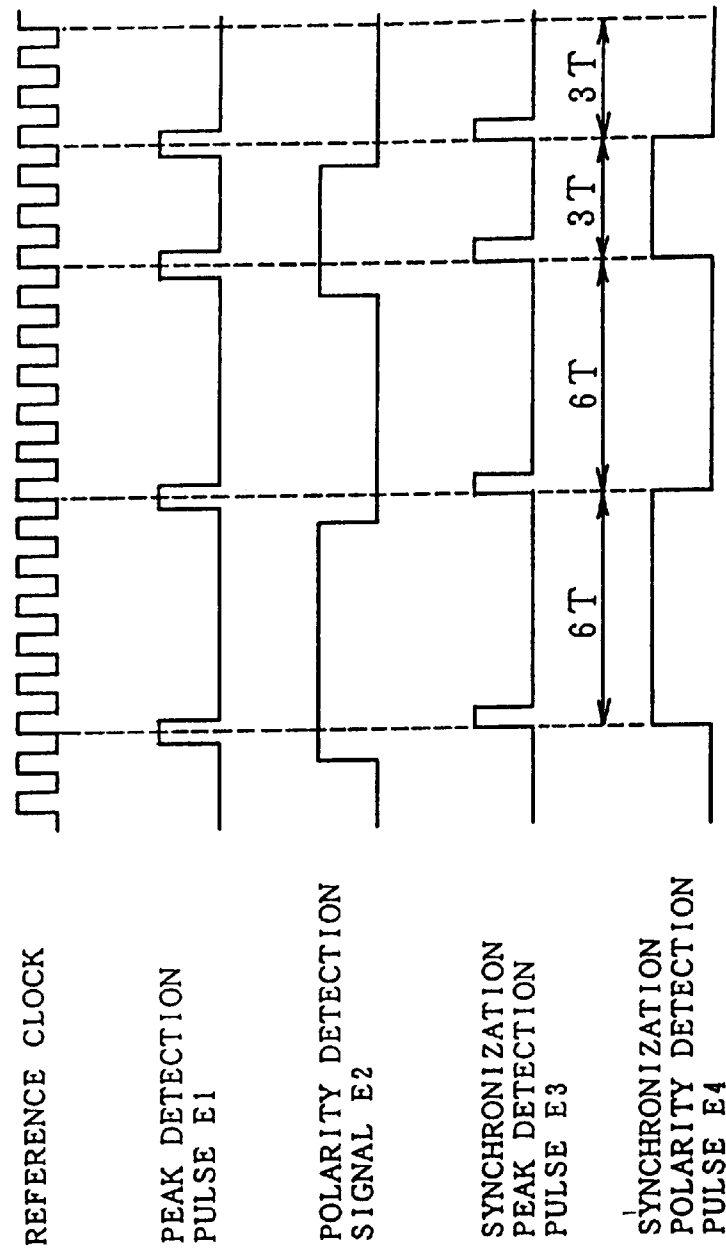 REFERENCE CLOCK
PEAK DETECTION
PULSE E1
POLARITY DETECTION
SIGNAL E2
SYNCHRONIZATION
PEAK DETECTION
PULSE E3
6T
6T
3T
3T
SYNCHRONIZATION
POLARITY DETECTION
PULSE E4